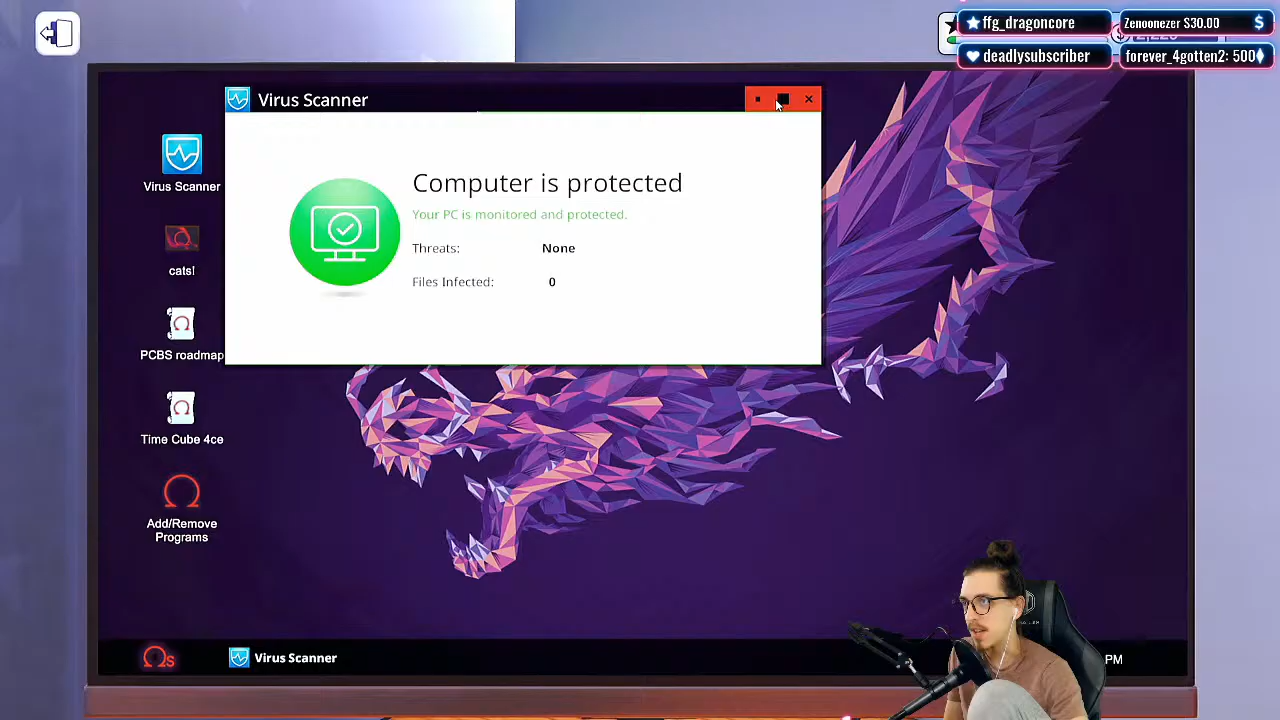 ffg_dragoncore
Zenoonezer $30.00
deadlysubscriber
forever_4gotten2: 500
Virus Scanner
Virus Scanner
cats!
PCBS roadmap
Time Cube 4ce
Add/Remove
Programs
Computer is protected
Your PC is monitored and protected.
Threats: None
Files Infected: 0
Ωs
Virus Scanner
PM